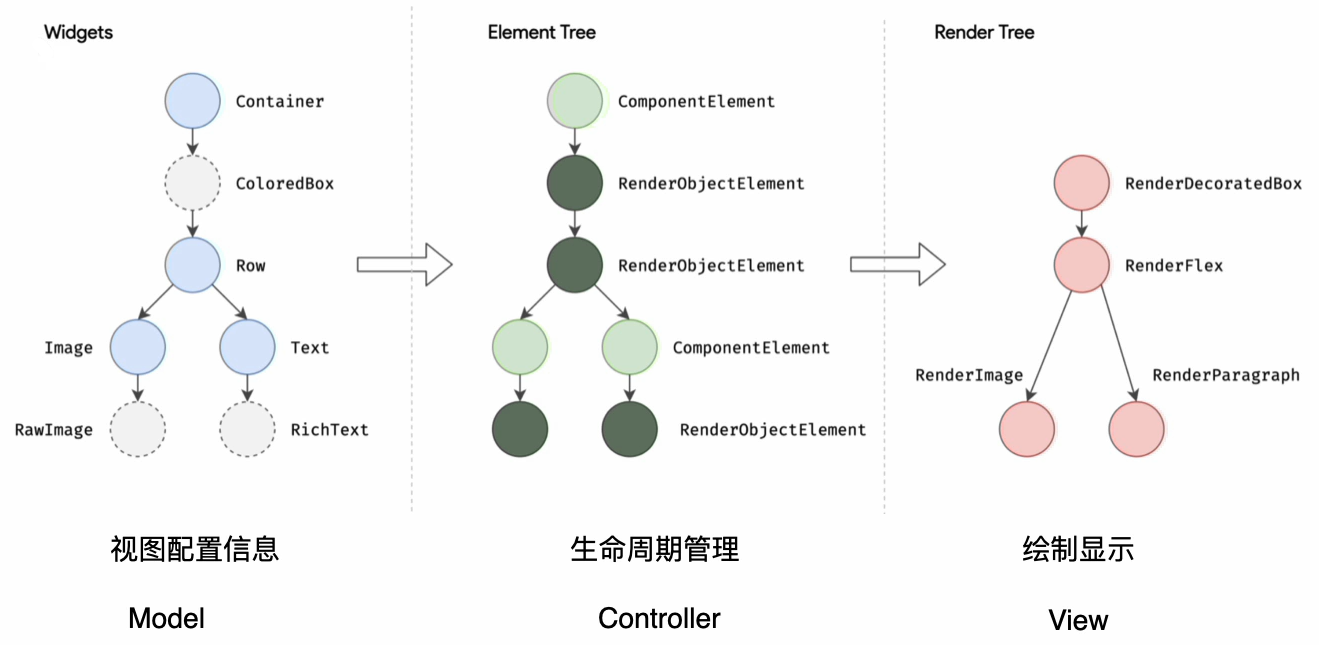 Widgets
Element Tree
Render Tree
Container
ComponentElement
ColoredBox
RenderObjectElement
RenderDecoratedBox
Row
RenderObjectElement
RenderFlex
Image
Text
ComponentElement
RenderImage
RenderParagraph
RawImage
RichText
RenderObjectElement
视图配置信息
生命周期管理
绘制显示
Model
Controller
View